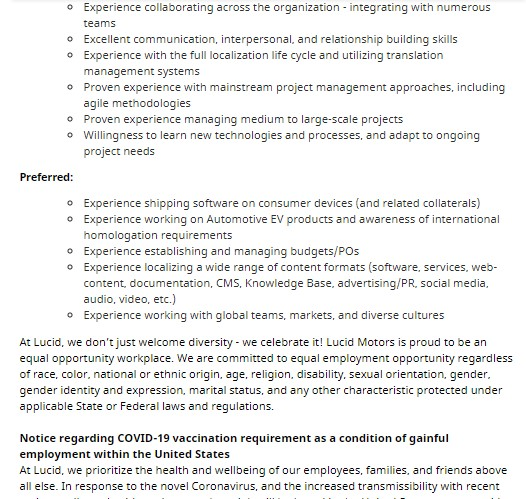 Experience collaborating across the organization - integrating with numerous
teams
Excellent communication, interpersonal, and relationship building skills
Experience with the full localization life cycle and utilizing translation
management systems
Proven experience with mainstream project management approaches, including
agile methodologies
Proven experience managing medium to large-scale projects
Willingness to learn new technologies and processes, and adapt to ongoing
project needs
Preferred:
Experience shipping software on consumer devices (and related collaterals)
Experience working on Automotive EV products and awareness of international
homologation requirements
Experience establishing and managing budgets/POs
Experience localizing a wide range of content formats (software, services, web-
content, documentation, CMS, Knowledge Base, advertising/PR, social media,
audio, video, etc.)
Experience working with global teams, markets, and diverse cultures
At Lucid, we don't just welcome diversity - we celebrate it! Lucid Motors is proud to be an
equal opportunity workplace. We are committed to equal employment opportunity regardless
of race, color, national or ethnic origin, age, religion, disability, sexual orientation, gender,
gender identity and expression, marital status, and any other characteristic protected under
applicable State or Federal laws and regulations.
Notice regarding COVID-19 vaccination requirement as a condition of gainful
employment within the United States
At Lucid, we prioritize the health and wellbeing of our employees, families, and friends above
all else. In response to the novel Coronavirus, and the increased transmissibility with recent